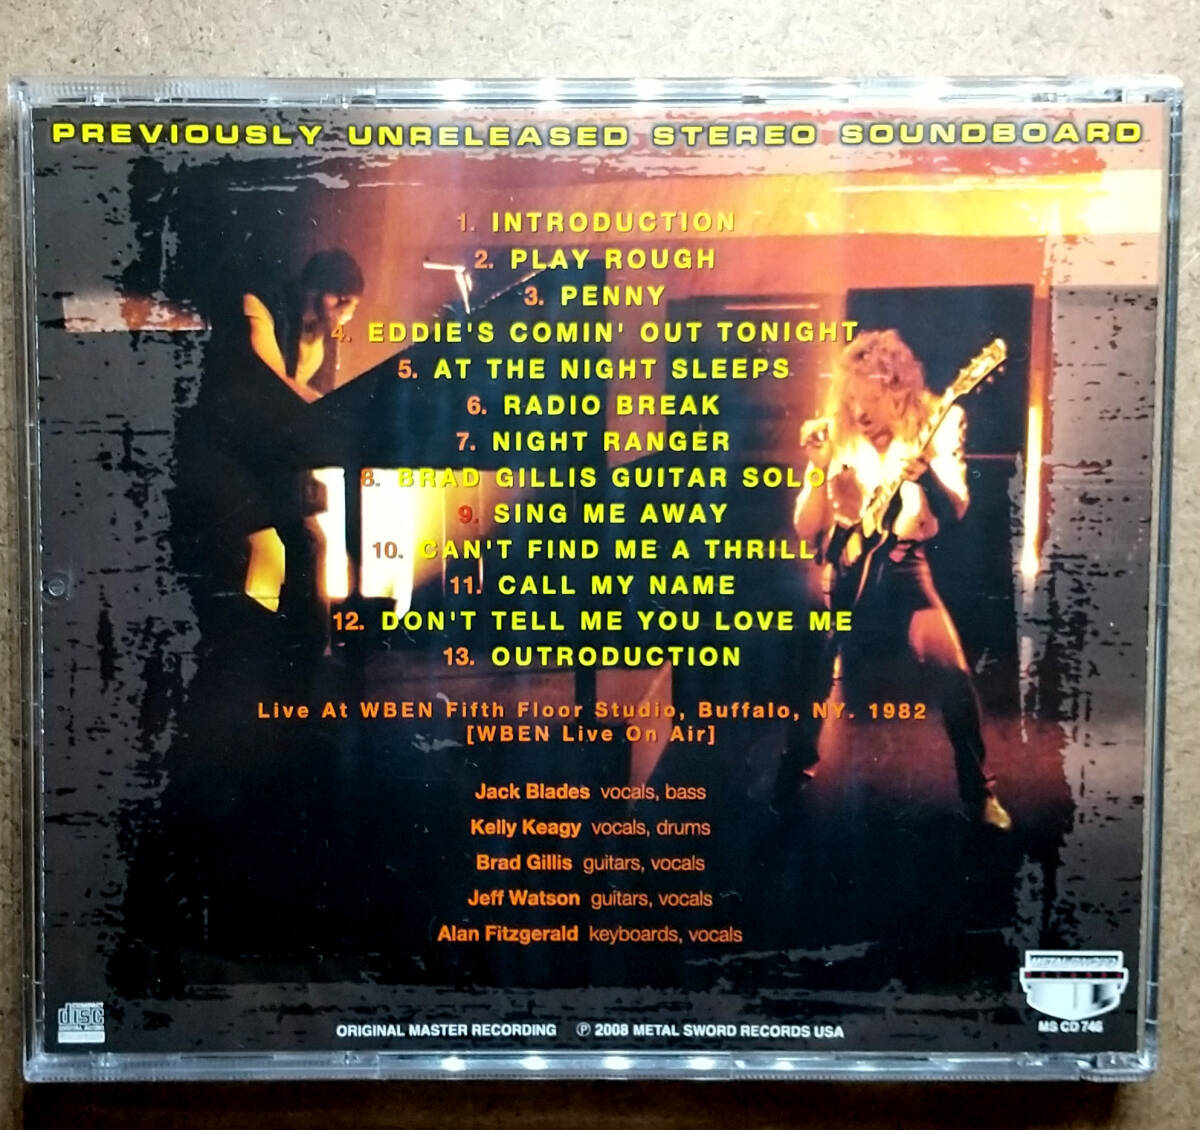 PREVIOUSLY UNRELEASED STEREO SOUNDBOARD
1. INTRODUCTION
2. PLAY ROUGH
3. PENNY
4. EDDIE'S COMIN' OUT TONIGHT
5. AT THE NIGHT SLEEPS
6. RADIO BREAK
7. NIGHT RANGER
8. BRAD GILLIS GUITAR SOLO
9. SING ME AWAY
10. CAN'T FIND ME A THRILL
11. CALL MY NAME
12. DON'T TELL ME YOU LOVE ME
13. OUTRODUCTION
Live At WBEN Fifth Floor Studio, Buffalo, NY. 1982
[WBEN Live On Air]
Jack Blades vocals, bass
Kelly Keagy vocals, drums
Brad Gillis guitars, vocals
Jeff Watson guitars, vocals
Alan Fitzgerald keyboards, vocals
METAL SWORD
MS CD 746
COMPACT
disc
DIGITAL AUDIO
ORIGINAL MASTER RECORDING ℗ 2008 METAL SWORD RECORDS USA